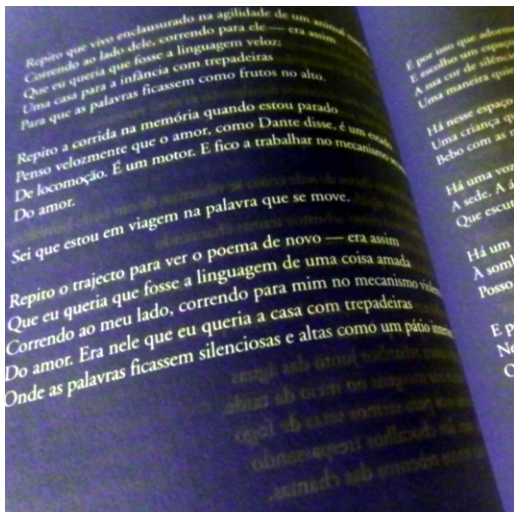 Repito que vivo enclausurado na agilidade de um animal
Correndo ao lado dele, correndo para ele — era assim
Que eu queria que fosse a linguagem veloz:
Uma casa para a infância com trepadeiras
Para que as palavras ficassem como frutos no alto.
Repito a corrida na memória quando estou parado
Penso velozmente que o amor, como Dante disse, é um estado
De locomoção. É um motor. E fico a trabalhar no mecanismo
Do amor.
Sei que estou em viagem na palavra que se move.
Repito o trajecto para ver o poema de novo — era assim
Que eu queria que fosse a linguagem de uma coisa amada
Correndo ao meu lado, correndo para mim no mecanismo violento
Do amor. Era nele que eu queria a casa com trepadeiras
Onde as palavras ficassem silenciosas e altas como um pátio
É por isso que
E escolho um
A sua cor de
Uma maneira
Há nesse espaço
Uma criança
Bebo com as
Há uma voz
A sede. A
Que
Há um
À
Posso
E